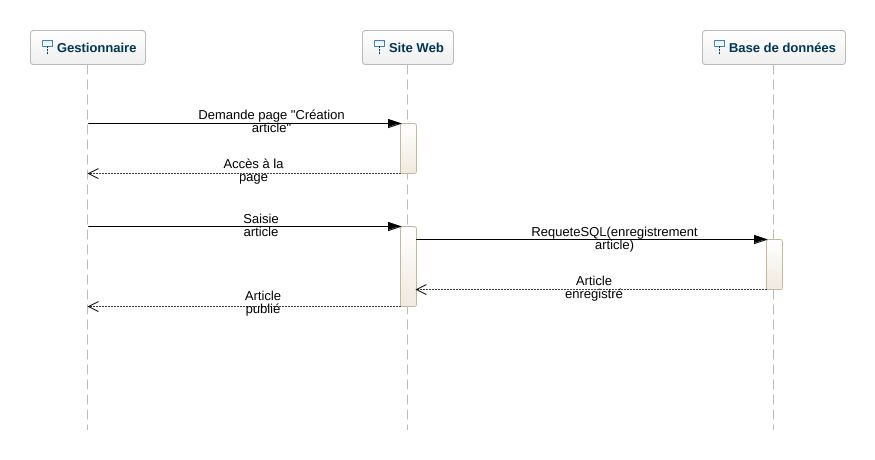 Gestionnaire
Site Web
Base de données
Demande page "Création
article"
Accès à la
page
Saisie
article
RequeteSQL(enregistrement
article)
Article
enregistré
Article
publié